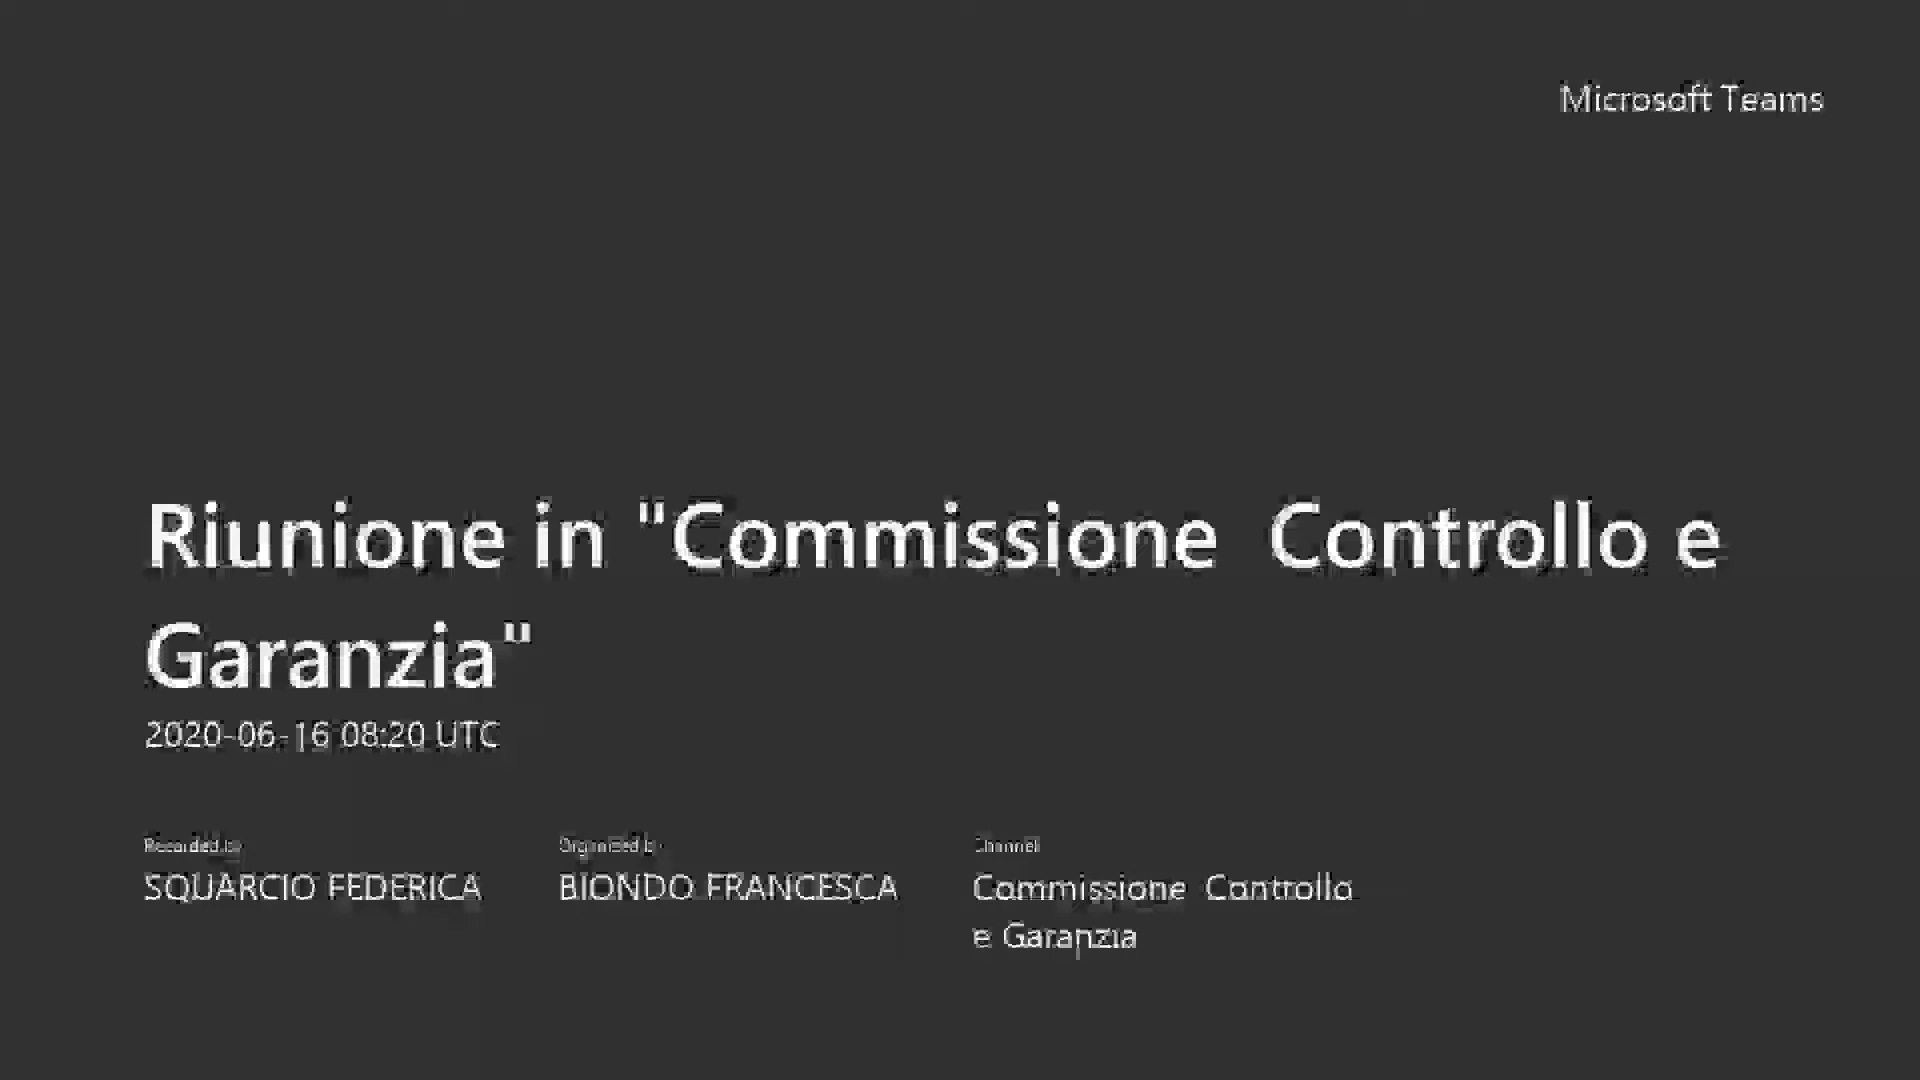 Microsoft Teams
Riunione in "Commissione  Controllo e
Garanzia"
2020-06-16 08:20 UTC
Recorded by
Organized by
Channel
SQUARCIO FEDERICA
BIONDO FRANCESCA
Commissione  Controllo
e Garanzia